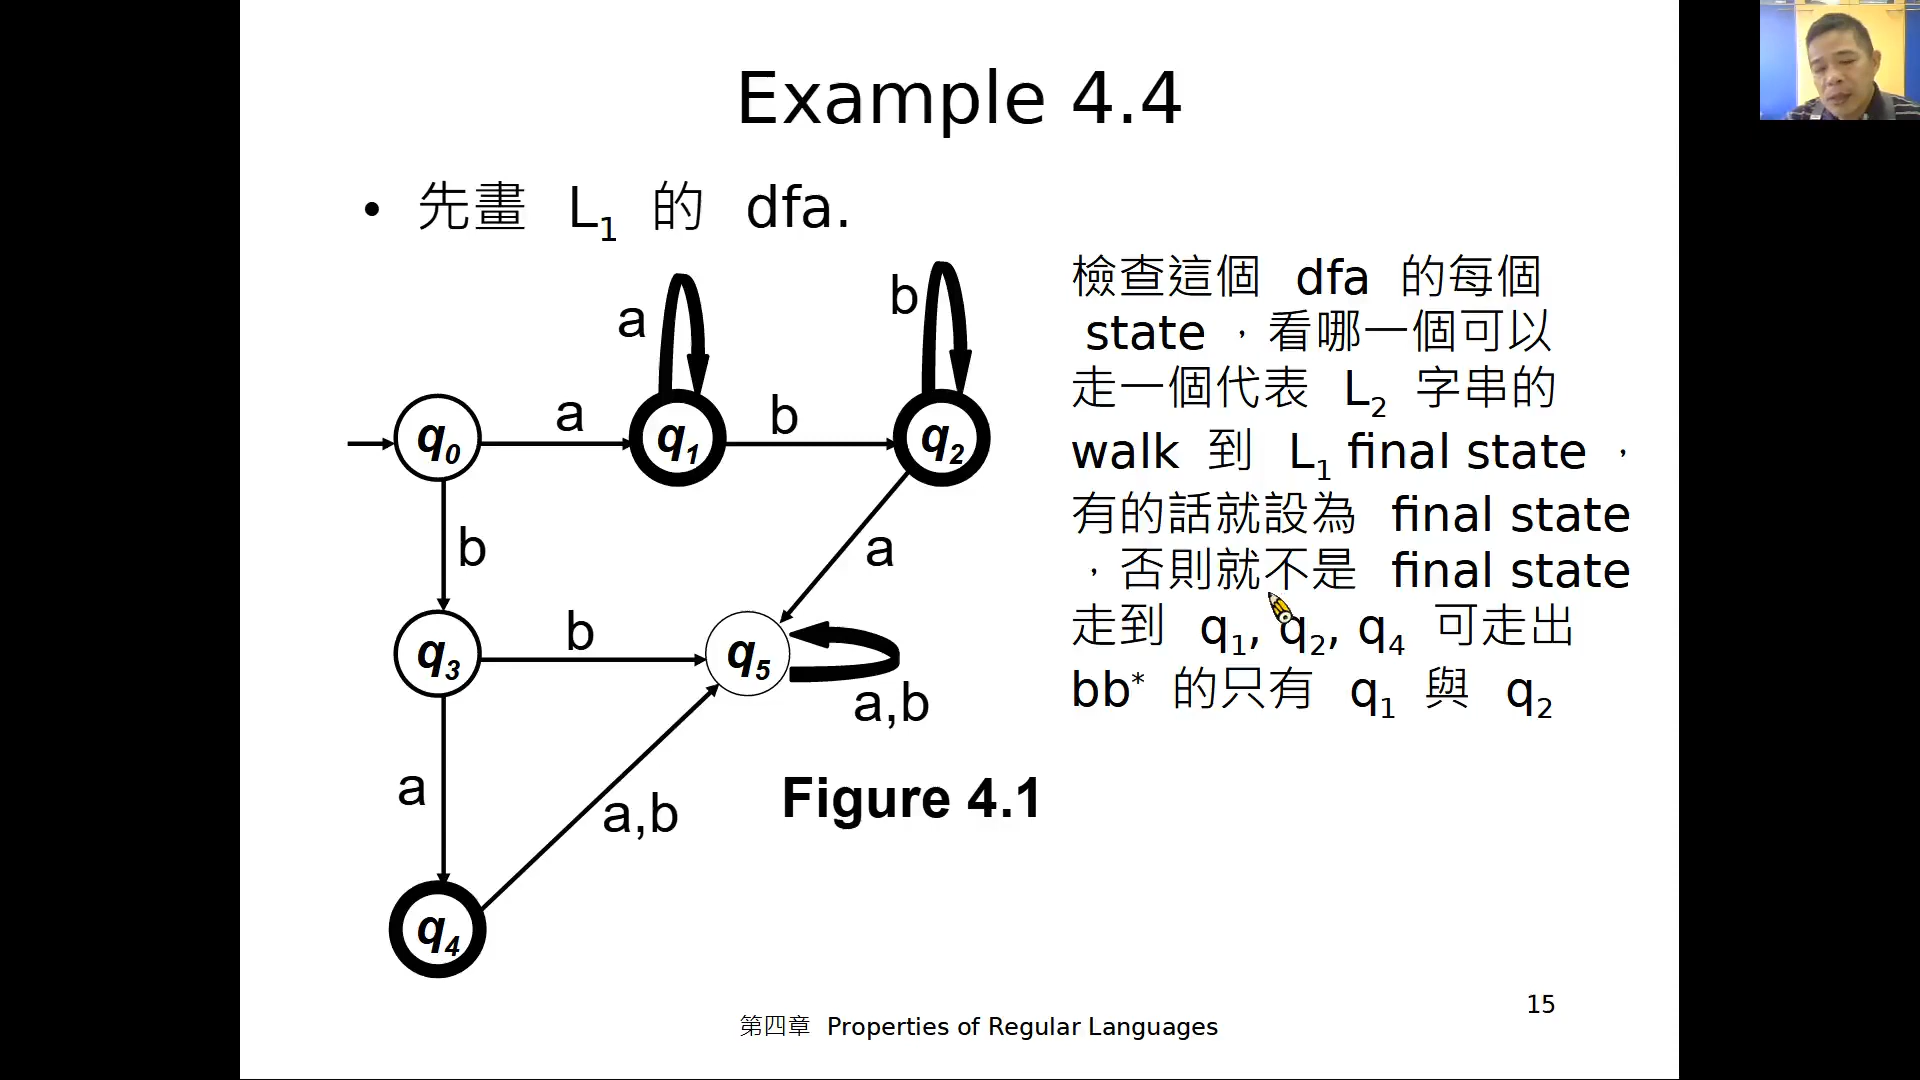 Example 4.4
• 先畫 L₁ 的 dfa.
檢查這個 dfa 的每個
state ，看哪一個可以
走一個代表 L₂ 字串的
walk 到 L₁ final state ，
有的話就設為 final state
，否則就不是 final state
走到 q₁, q₂, q₄ 可走出
bb* 的只有 q₁ 與 q₂
a
b
q₀
a
q₁
b
q₂
b
a
q₃
b
q₅
a,b
a
a,b
Figure 4.1
q₄
15
第四章 Properties of Regular Languages